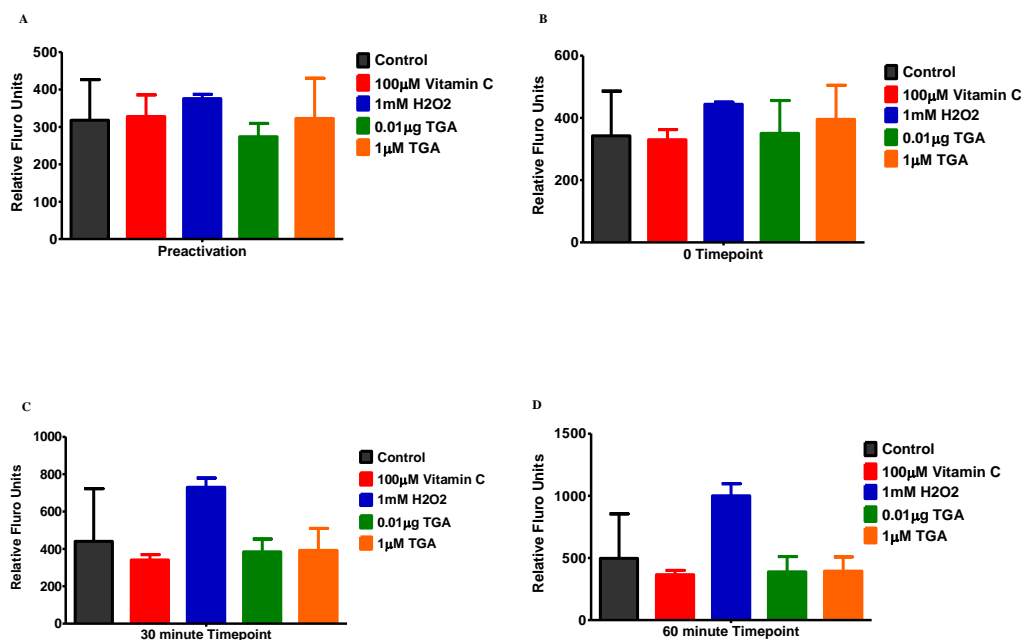 A
Relative Fluro Units
500
400
300
200
100
0
Preactivation
Control
100µM Vitamin C
1mM H2O2
0.01µg TGA
1µM TGA
B
Relative Fluro Units
600
400
200
0
0 Timepoint
Control
100µM Vitamin C
1mM H2O2
0.01µg TGA
1µM TGA
C
Relative Fluro Units
1000
800
600
400
200
0
30 minute Timepoint
Control
100µM Vitamin C
1mM H2O2
0.01µg TGA
1µM TGA
D
Relative Fluro Units
1500
1000
500
0
60 minute Timepoint
Control
100µM Vitamin C
1mM H2O2
0.01µg TGA
1µM TGA